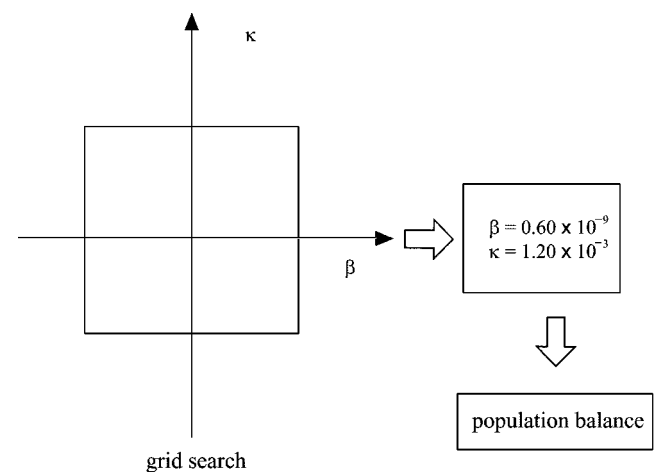 κ
β
β = 0.60 x 10⁻⁹
κ = 1.20 x 10⁻³
population balance
grid search